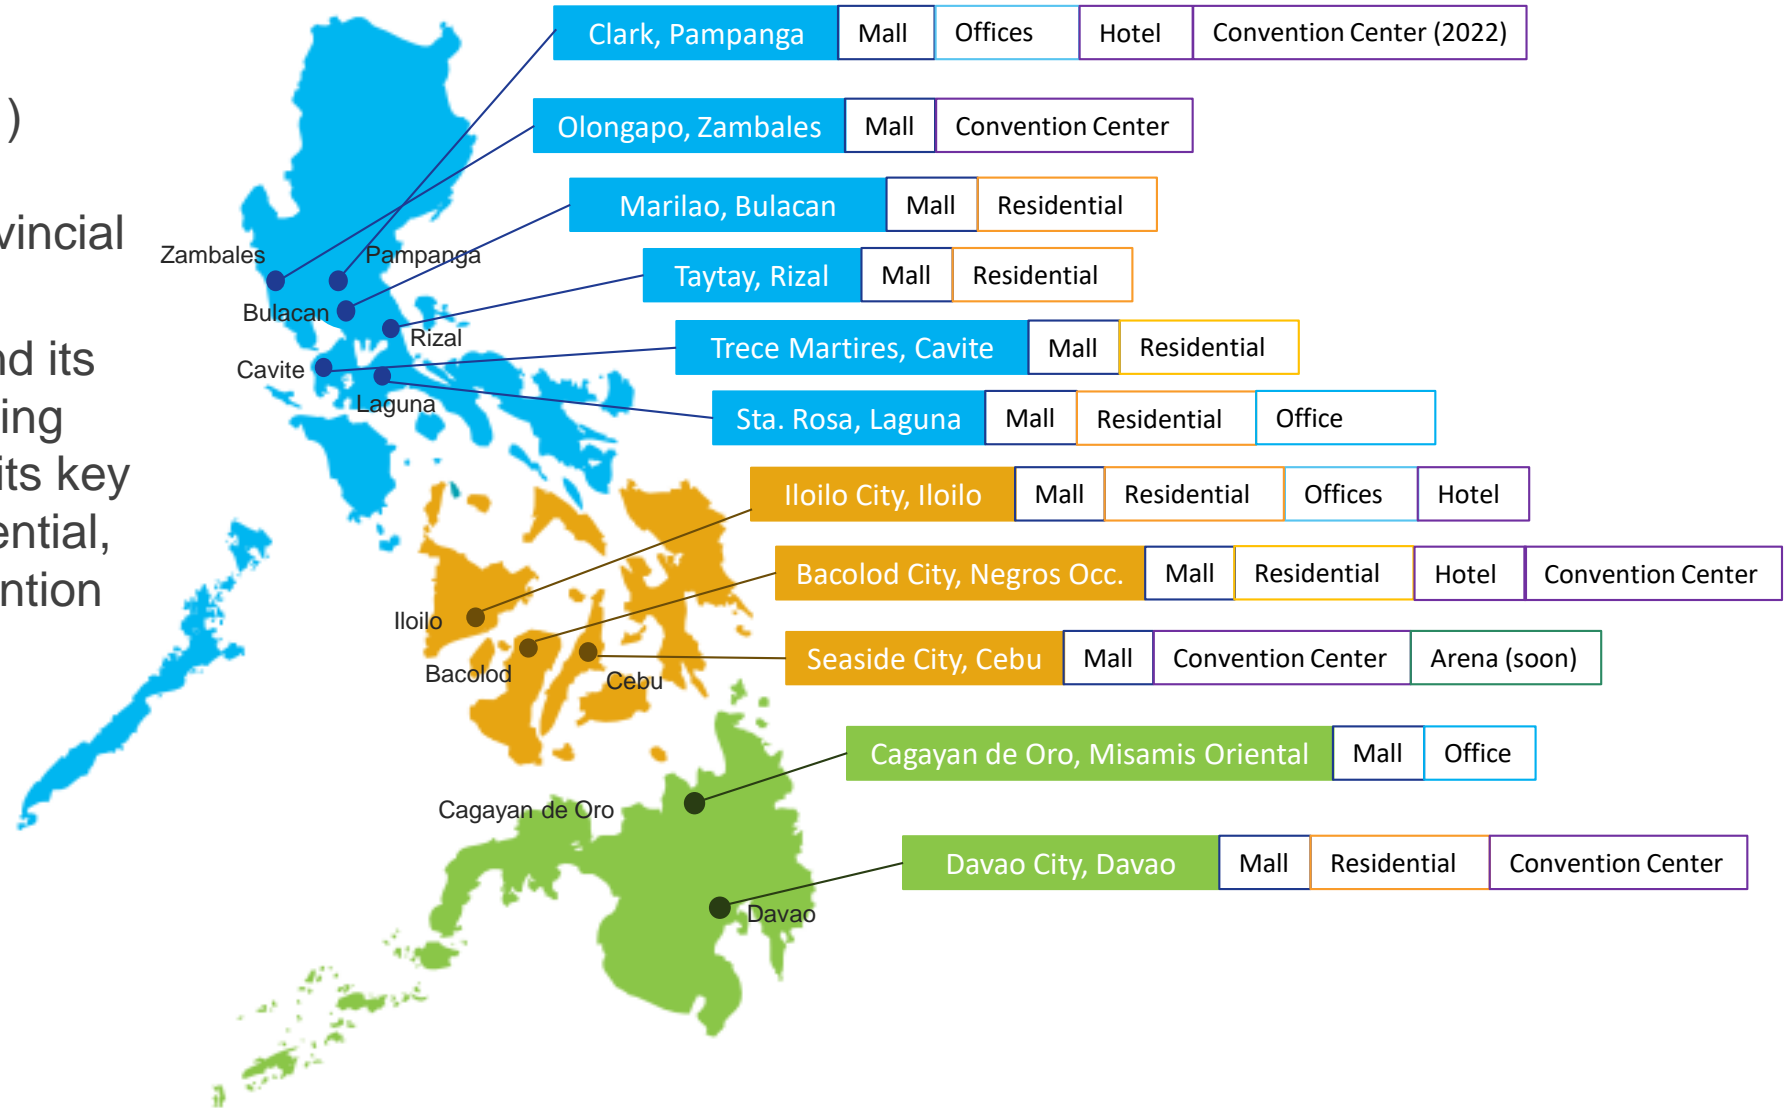 )
vincial
nd its
ing
its key
ential,
ention
Clark, Pampanga Mall Offices Hotel Convention Center (2022)
Olongapo, Zambales Mall Convention Center
Marilao, Bulacan Mall Residential
Taytay, Rizal Mall Residential
Trece Martires, Cavite Mall Residential
Sta. Rosa, Laguna Mall Residential Office
Iloilo City, Iloilo Mall Residential Offices Hotel
Bacolod City, Negros Occ. Mall Residential Hotel Convention Center
Seaside City, Cebu Mall Convention Center Arena (soon)
Cagayan de Oro, Misamis Oriental Mall Office
Davao City, Davao Mall Residential Convention Center
Zambales
Pampanga
Bulacan
Rizal
Cavite
Laguna
Iloilo
Bacolod
Cebu
Cagayan de Oro
Davao